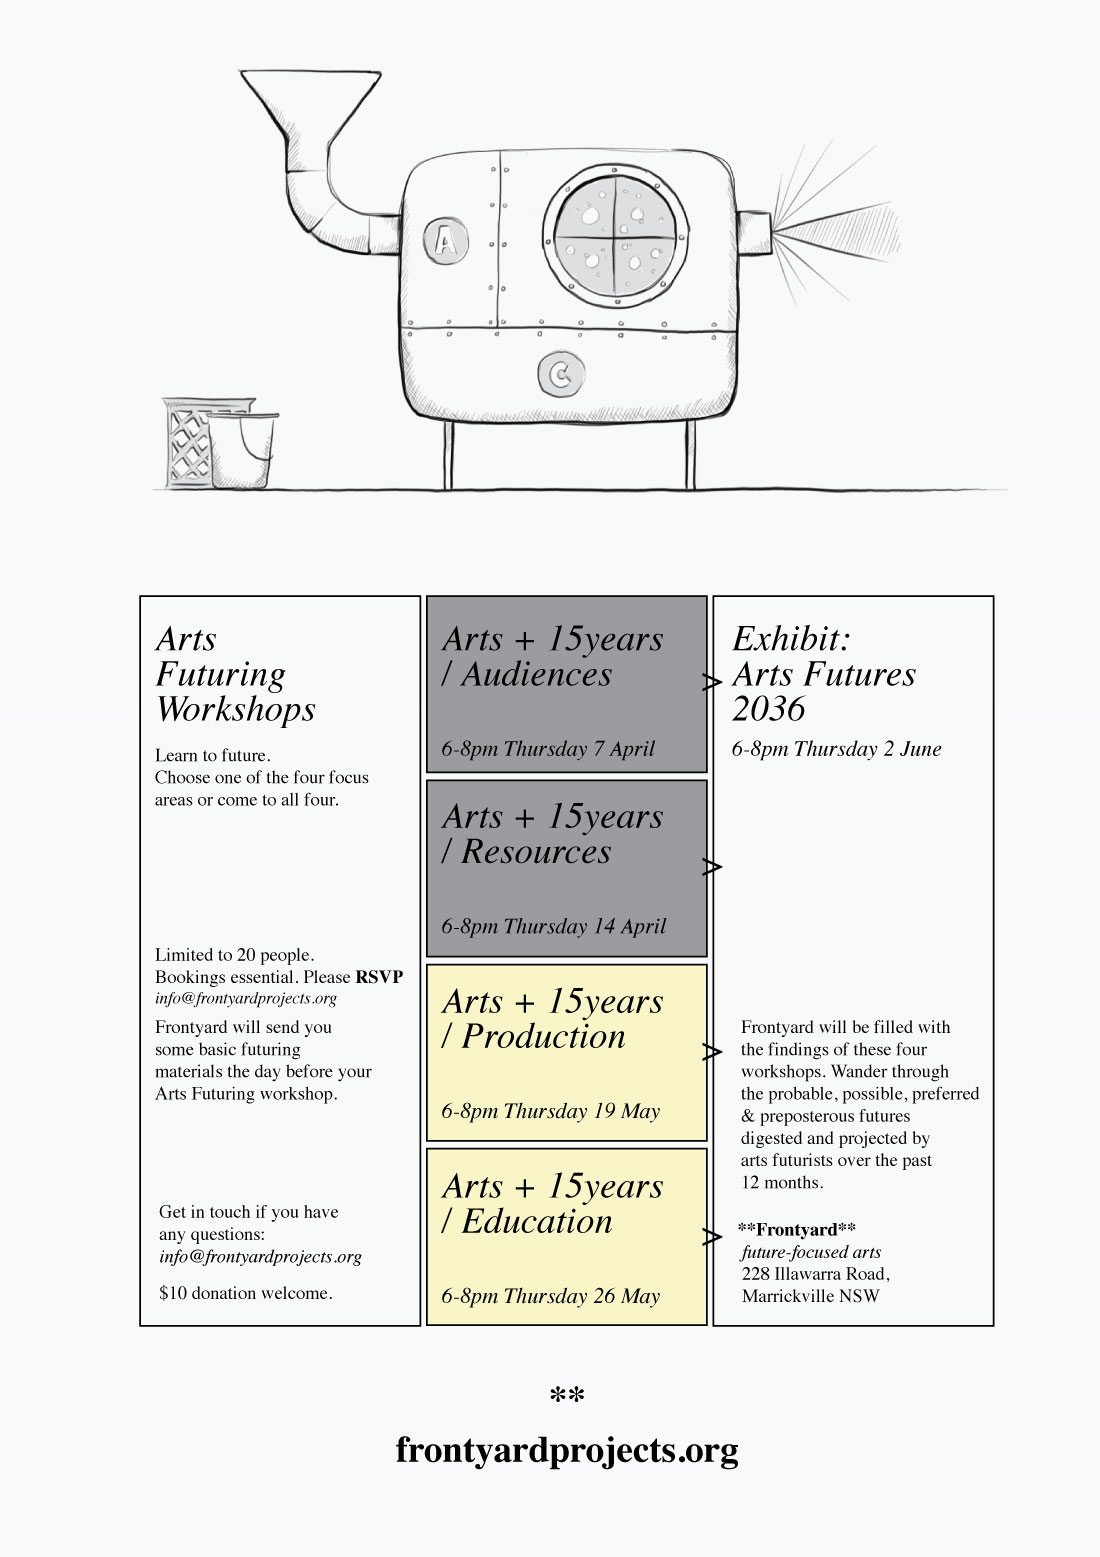 A
C
Arts
Futuring
Workshops
Learn to future.
Choose one of the four focus
areas or come to all four.
Limited to 20 people.
Bookings essential. Please RSVP
info@frontyardprojects.org
Frontyard will send you
some basic futuring
materials the day before your
Arts Futuring workshop.
Get in touch if you have
any questions:
info@frontyardprojects.org
$10 donation welcome.
Arts + 15years
/ Audiences
6-8pm Thursday 7 April
>
Arts + 15years
/ Resources
6-8pm Thursday 14 April
>
Arts + 15years
/ Production
6-8pm Thursday 19 May
>
Arts + 15years
/ Education
6-8pm Thursday 26 May
>
Exhibit:
Arts Futures
2036
6-8pm Thursday 2 June
Frontyard will be filled with
the findings of these four
workshops. Wander through
the probable, possible, preferred
& preposterous futures
digested and projected by
arts futurists over the past
12 months.
**Frontyard**
future-focused arts
228 Illawarra Road,
Marrickville NSW
**
frontyardprojects.org